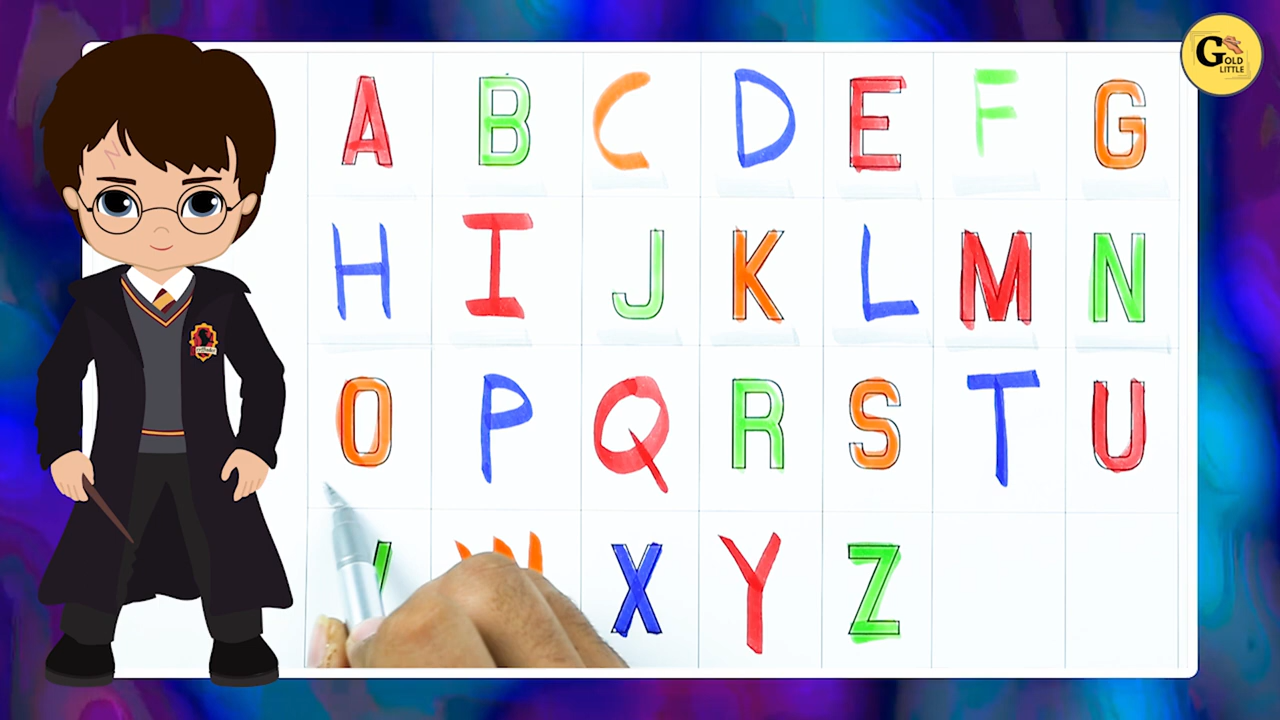 GOLD
LITTLE
A B C D E F G
H I J K L M N
O P Q R S T U
W X Y Z